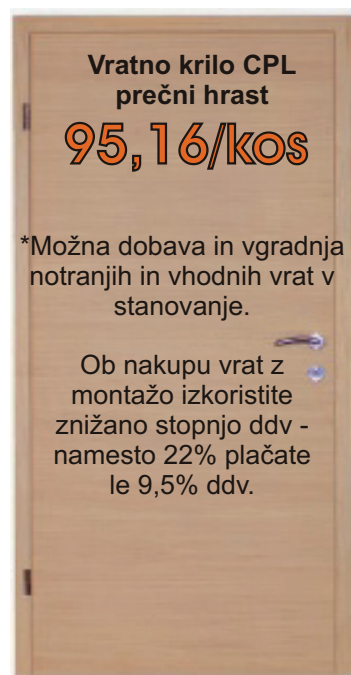 Vratno krilo CPL
prečni hrast
95,16/kos
*Možna dobava in vgradnja
notranjih in vhodnih vrat v
stanovanje.
Ob nakupu vrat z
montažo izkoristite
znižano stopnjo ddv -
namesto 22% plačate
le 9,5% ddv.